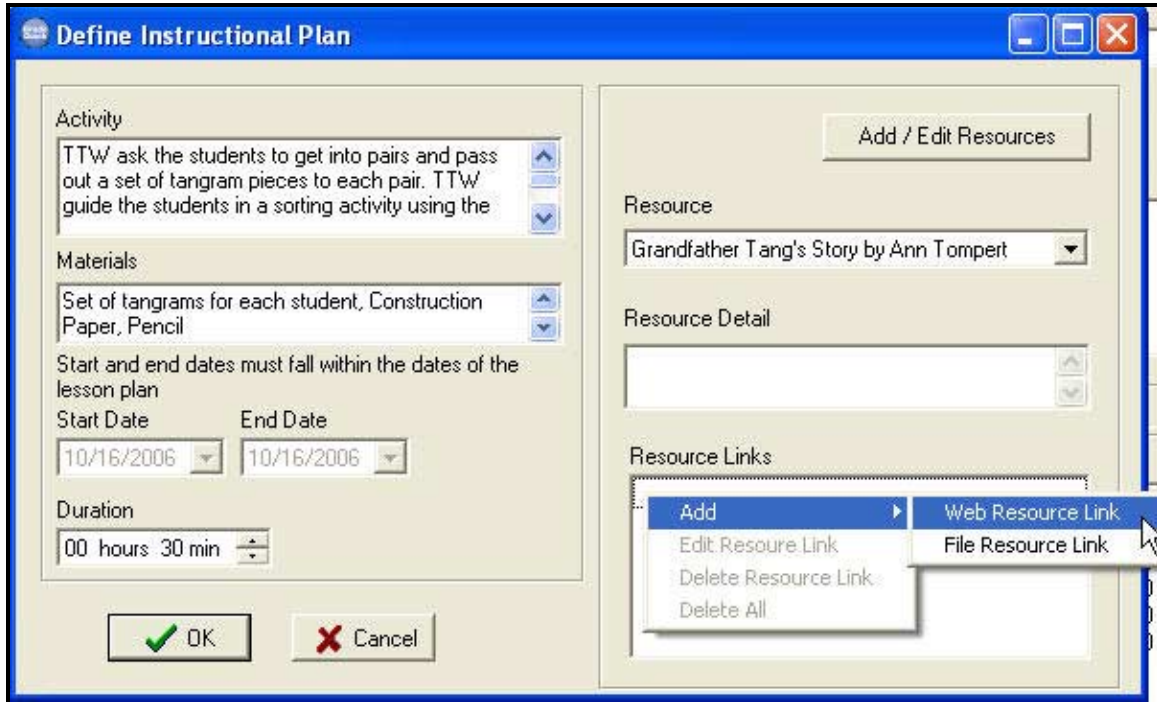 Define Instructional Plan
Activity
TTW ask the students to get into pairs and pass
out a set of tangram pieces to each pair. TTW
guide the students in a sorting activity using the
Materials
Set of tangrams for each student, Construction
Paper, Pencil
Start and end dates must fall within the dates of the
lesson plan
Start Date End Date
10/16/2006 10/16/2006
Duration
00 hours 30 min
OK Cancel
Add / Edit Resources
Resource
Grandfather Tang's Story by Ann Tompert
Resource Detail
Resource Links
Add
Edit Resoure Link
Delete Resource Link
Delete All
Web Resource Link
File Resource Link